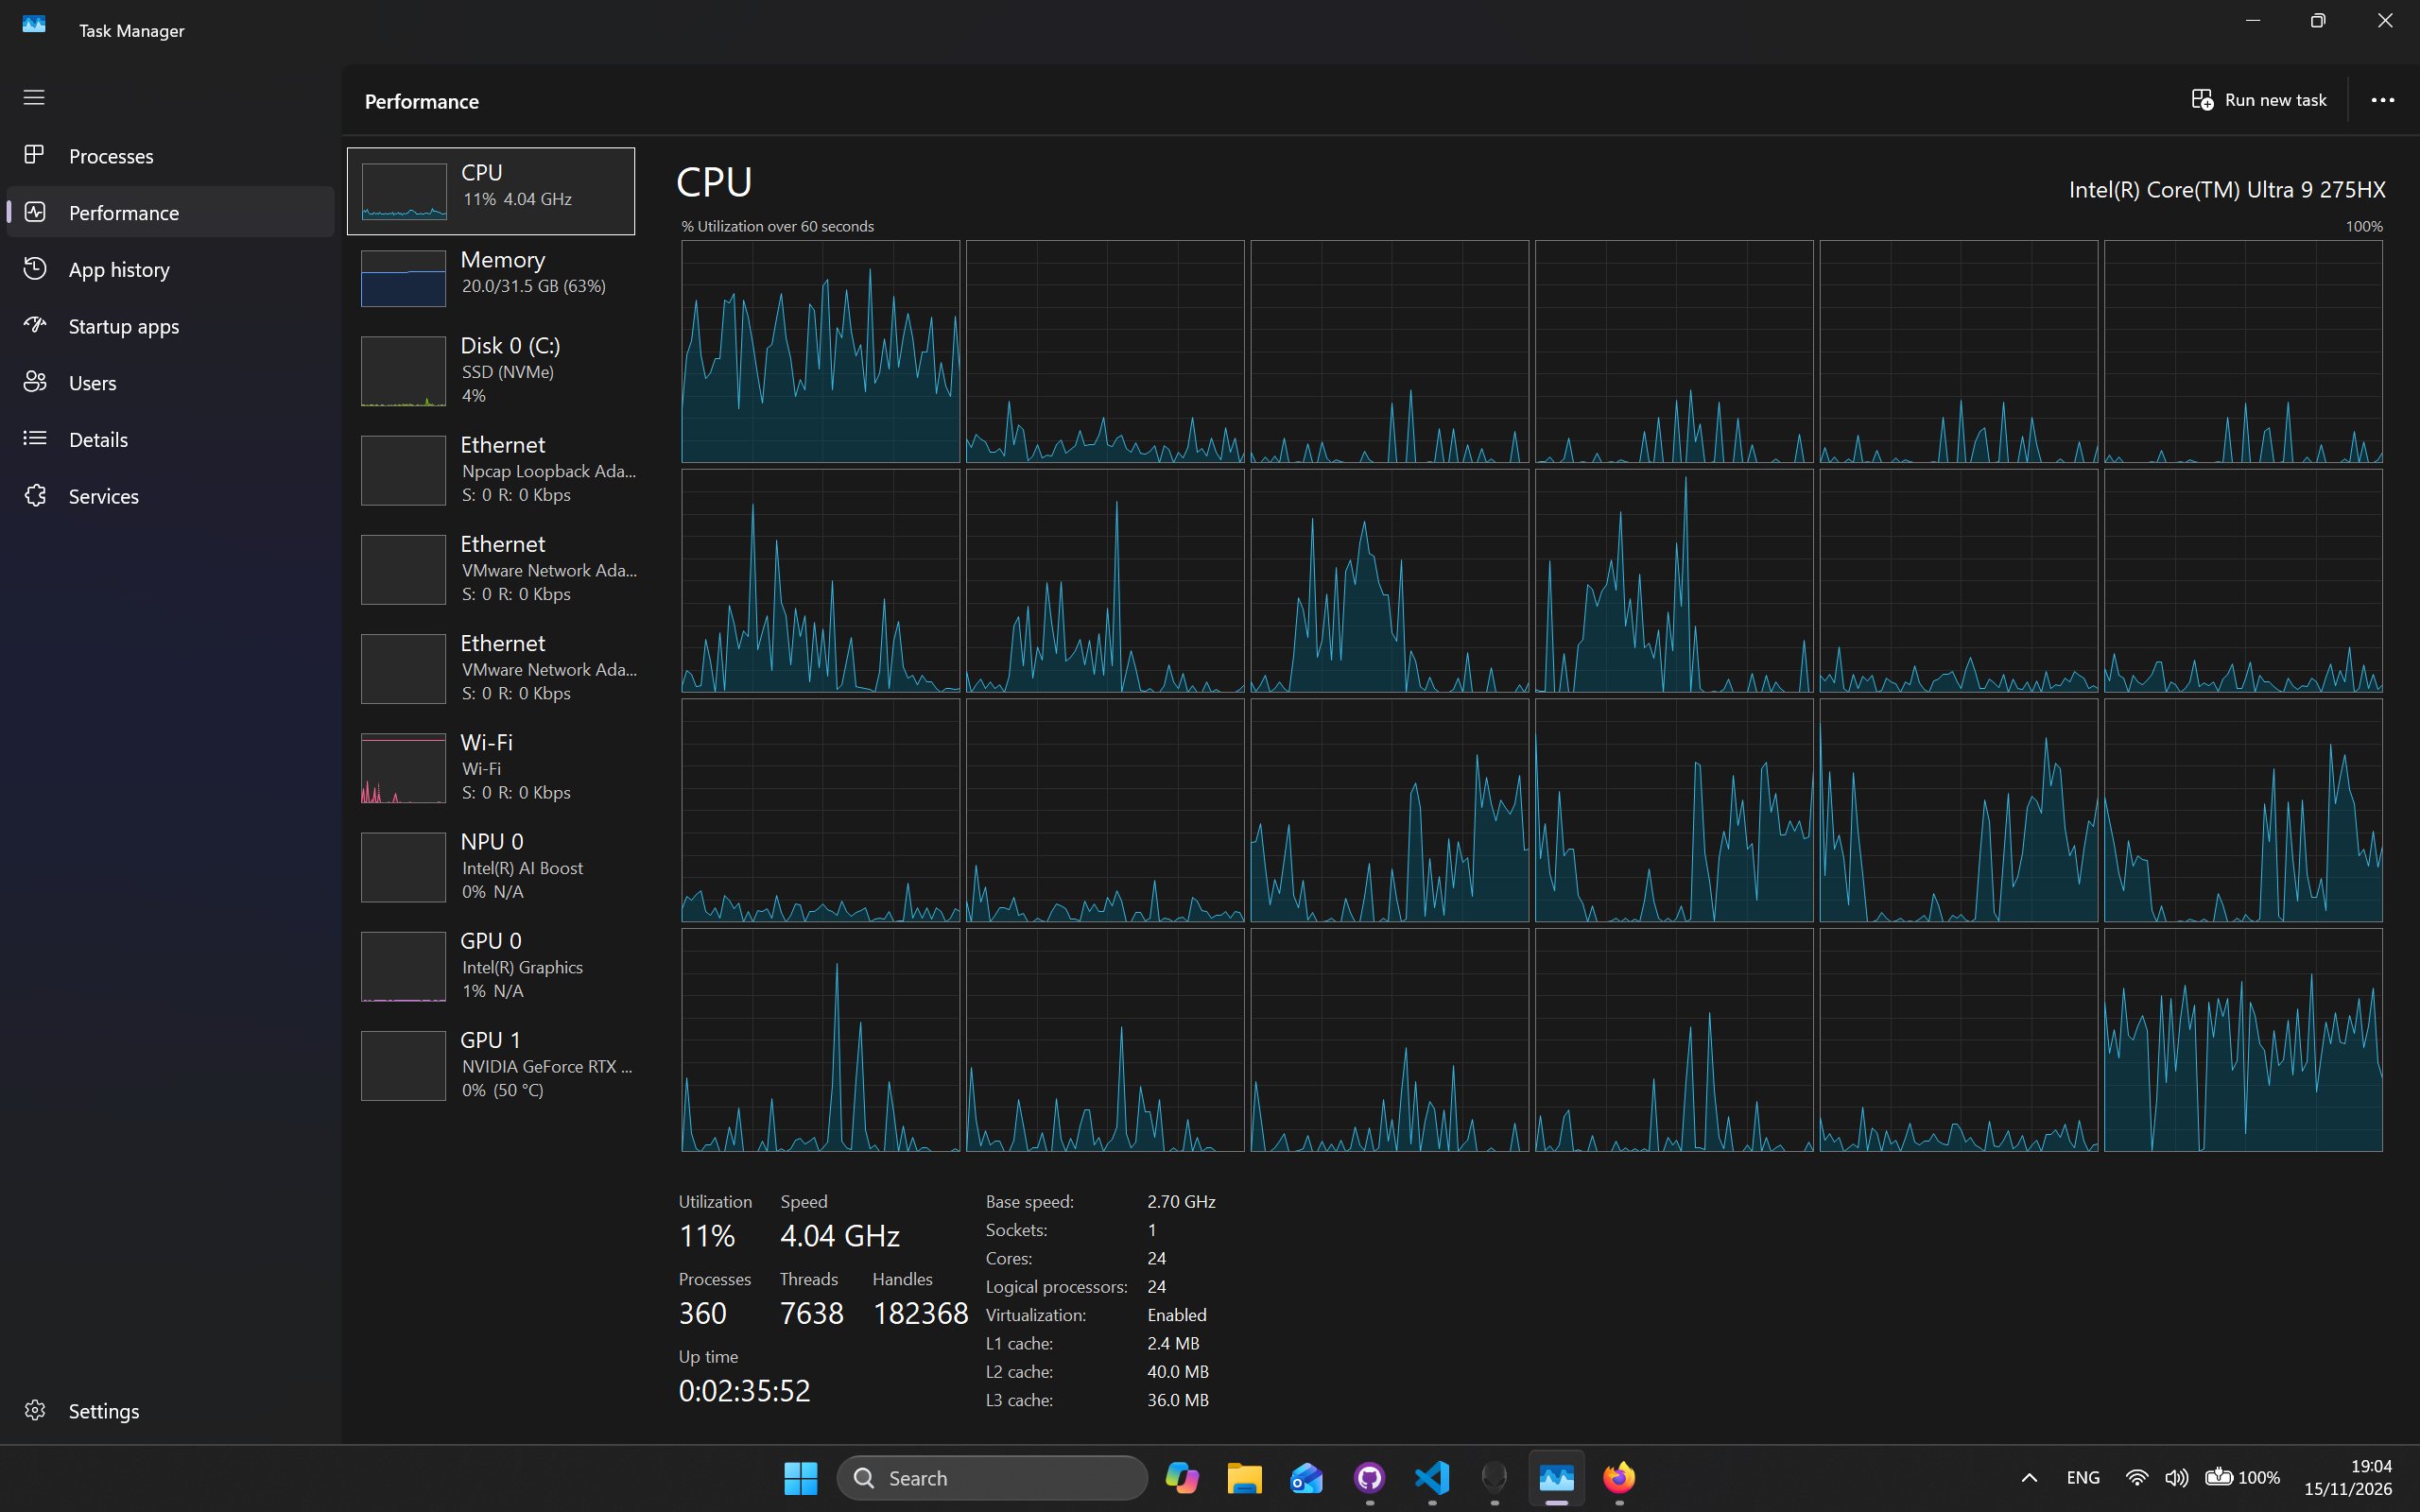 Task Manager
Performance
Run new task
Processes
Performance
App history
Startup apps
Users
Details
Services
Settings
CPU
11% 4.04 GHz
Memory
20.0/31.5 GB (63%)
Disk 0 (C:)
SSD (NVMe)
4%
Ethernet
Npcap Loopback Ada...
S: 0 R: 0 Kbps
Ethernet
VMware Network Ada...
S: 0 R: 0 Kbps
Ethernet
VMware Network Ada...
S: 0 R: 0 Kbps
Wi-Fi
Wi-Fi
S: 0 R: 0 Kbps
NPU 0
Intel(R) AI Boost
0% N/A
GPU 0
Intel(R) Graphics
1% N/A
GPU 1
NVIDIA GeForce RTX ...
0% (50 °C)
CPU
Intel(R) Core(TM) Ultra 9 275HX
% Utilization over 60 seconds
100%
Utilization
11%
Speed
4.04 GHz
Processes
360
Threads
7638
Handles
182368
Up time
0:02:35:52
Base speed: 2.70 GHz
Sockets: 1
Cores: 24
Logical processors: 24
Virtualization: Enabled
L1 cache: 2.4 MB
L2 cache: 40.0 MB
L3 cache: 36.0 MB
Search
ENG
100%
19:04
15/11/2026